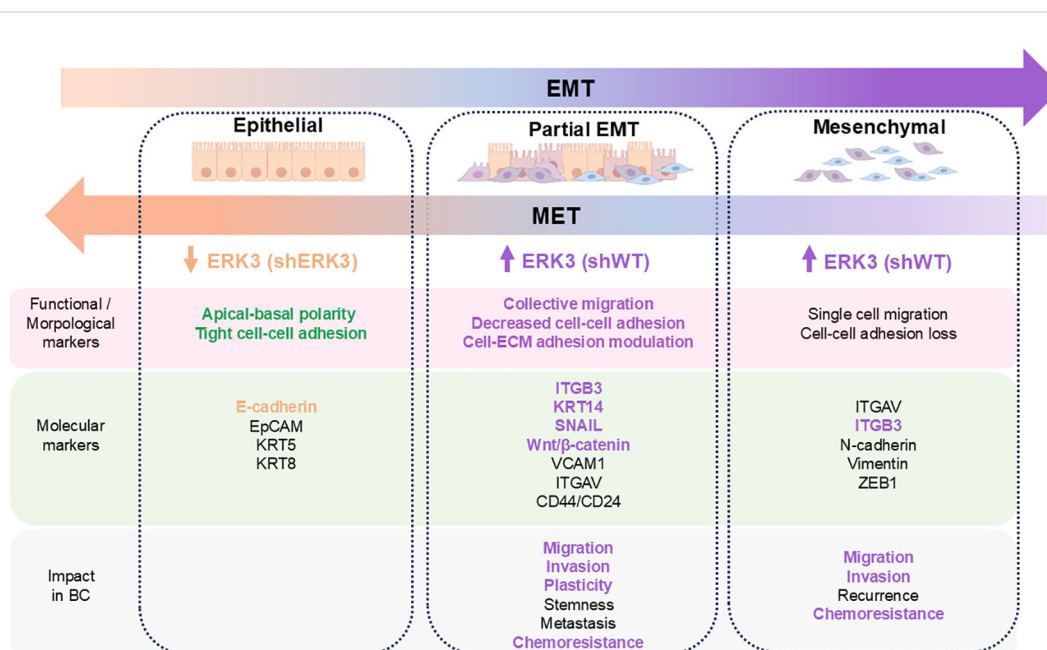 EMT
Epithelial
Partial EMT
Mesenchymal
MET
ERK3 (shERK3)
ERK3 (shWT)
ERK3 (shWT)
Functional /
Morpological
markers
Apical-basal polarity
Tight cell-cell adhesion
Collective migration
Decreased cell-cell adhesion
Cell-ECM adhesion modulation
Single cell migration
Cell-cell adhesion loss
Molecular
markers
E-cadherin
EpCAM
KRT5
KRT8
ITGB3
KRT14
SNAIL
Wnt/β-catenin
VCAM1
ITGAV
CD44/CD24
ITGAV
ITGB3
N-cadherin
Vimentin
ZEB1
Impact
in BC
Migration
Invasion
Plasticity
Stemness
Metastasis
Chemoresistance
Migration
Invasion
Recurrence
Chemoresistance